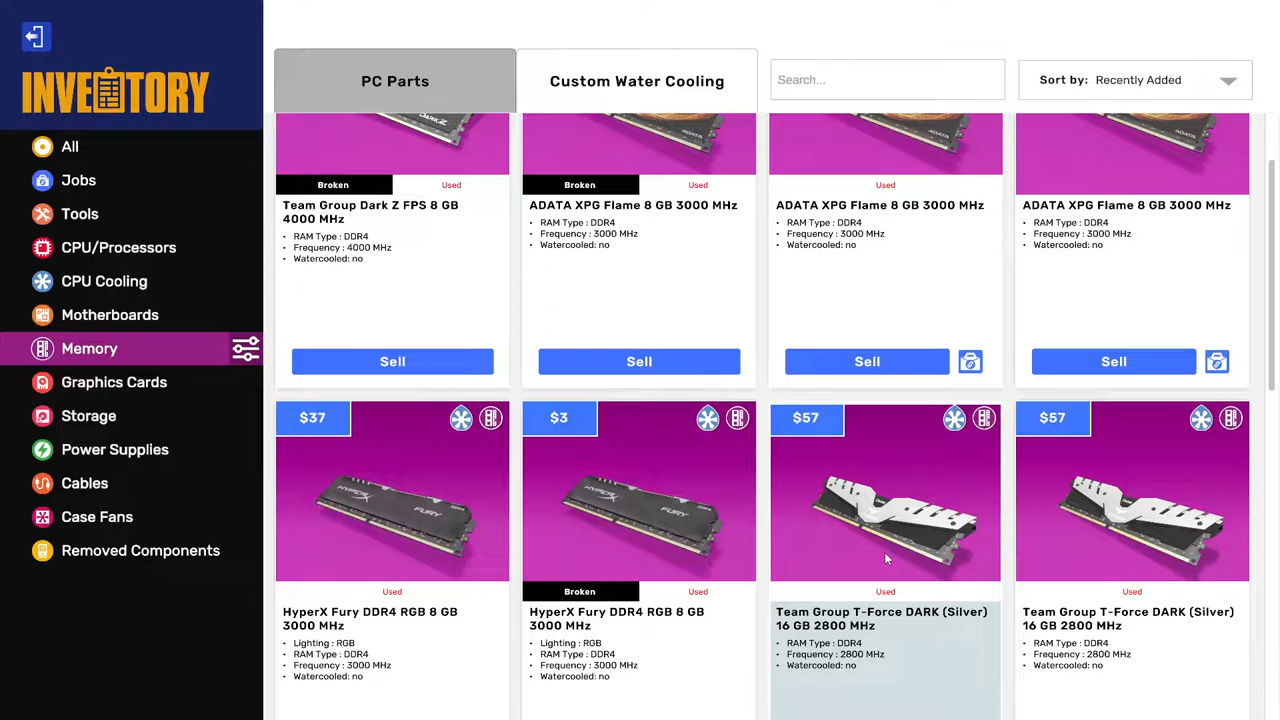 INVENTORY
All
Jobs
Tools
CPU/Processors
CPU Cooling
Motherboards
Memory
Graphics Cards
Storage
Power Supplies
Cables
Case Fans
Removed Components
PC Parts
Custom Water Cooling
Search...
Sort by: Recently Added
DARK Z
ADATA
ADATA
ADATA
Broken
Used
Broken
Used
Used
Used
Team Group Dark Z FPS 8 GB
4000 MHz
• RAM Type : DDR4
• Frequency : 4000 MHz
• Watercooled: no
Sell
ADATA XPG Flame 8 GB 3000 MHz
• RAM Type : DDR4
• Frequency : 3000 MHz
• Watercooled: no
Sell
ADATA XPG Flame 8 GB 3000 MHz
• RAM Type : DDR4
• Frequency : 3000 MHz
• Watercooled: no
Sell
ADATA XPG Flame 8 GB 3000 MHz
• RAM Type : DDR4
• Frequency : 3000 MHz
• Watercooled: no
Sell
$37
HYPERX
FURY
Used
HyperX Fury DDR4 RGB 8 GB
3000 MHz
• Lighting : RGB
• RAM Type : DDR4
• Frequency : 3000 MHz
• Watercooled: no
$3
HYPERX
FURY
Broken
Used
HyperX Fury DDR4 RGB 8 GB
3000 MHz
• Lighting : RGB
• RAM Type : DDR4
• Frequency : 3000 MHz
• Watercooled: no
$57
Used
Team Group T-Force DARK (Silver)
16 GB 2800 MHz
• RAM Type : DDR4
• Frequency : 2800 MHz
• Watercooled: no
$57
Used
Team Group T-Force DARK (Silver)
16 GB 2800 MHz
• RAM Type : DDR4
• Frequency : 2800 MHz
• Watercooled: no